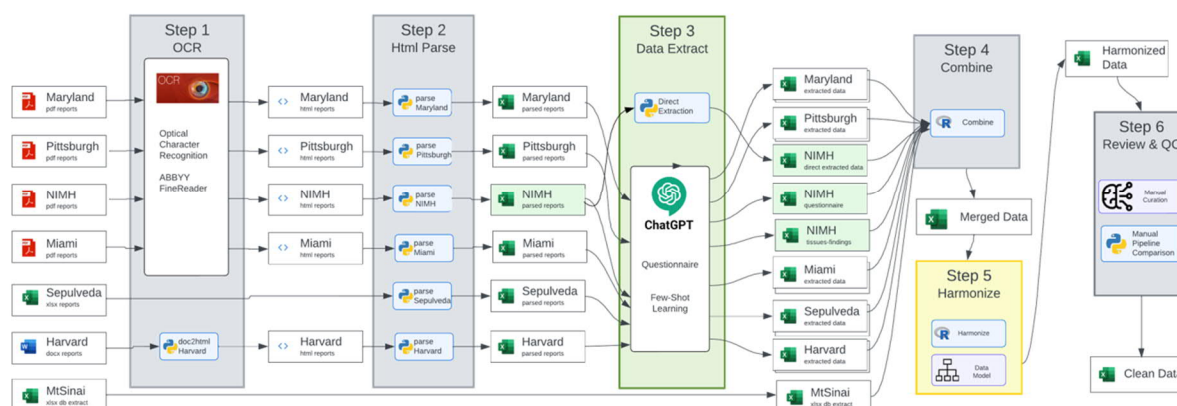 Step 1
OCR
OCR
Optical
Character
Recognition
ABBYY
FineReader
Step 2
Html Parse
Step 3
Data Extract
Step 4
Combine
Step 5
Harmonize
Step 6
Review & QC
Maryland
pdf reports
Pittsburgh
pdf reports
NIMH
pdf reports
Miami
pdf reports
Sepulveda
xlsx reports
Harvard
docx reports
MtSinai
xlsx db extract
doc2html
Harvard
Maryland
html reports
Pittsburgh
html reports
NIMH
html reports
Miami
html reports
Harvard
html reports
parse
Maryland
parse
Pittsburgh
parse
NIMH
parse
Miami
parse
Sepulveda
parse
Harvard
Maryland
parsed reports
Pittsburgh
parsed reports
NIMH
parsed reports
Miami
parsed reports
Sepulveda
parsed reports
Harvard
parsed reports
Direct
Extraction
ChatGPT
Questionnaire
Few-Shot
Learning
Maryland
extracted data
Pittsburgh
extracted data
NIMH
direct extracted data
NIMH
questionnaire
NIMH
tissues-findings
Miami
extracted data
Sepulveda
extracted data
Harvard
extracted data
MtSinai
xlsx db extract
R Combine
Merged Data
R Harmonize
Data
Model
Harmonized
Data
Manual
Curation
Manual
Pipeline
Comparison
Clean Data